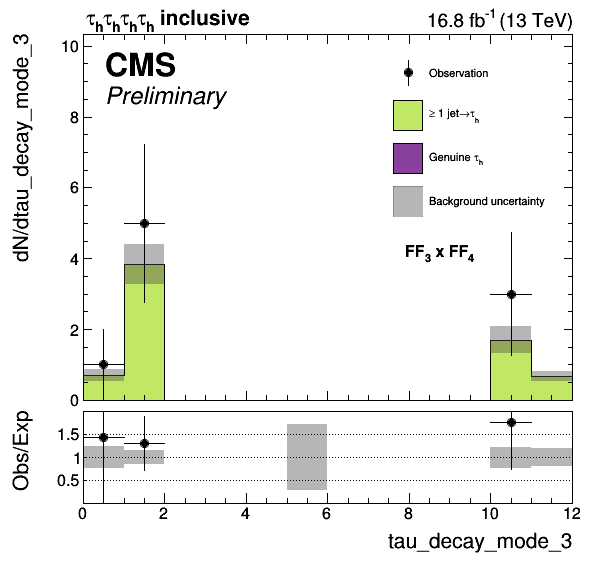 τhτhτhτh inclusive
16.8 fb⁻¹ (13 TeV)
dN/dtau_decay_mode_3
10
8
6
4
2
0
CMS
Preliminary
Observation
≥ 1 jet→τh
Genuine τh
Background uncertainty
FF₃ x FF₄
Obs/Exp
1.5
1
0.5
0 2 4 6 8 10 12
tau_decay_mode_3